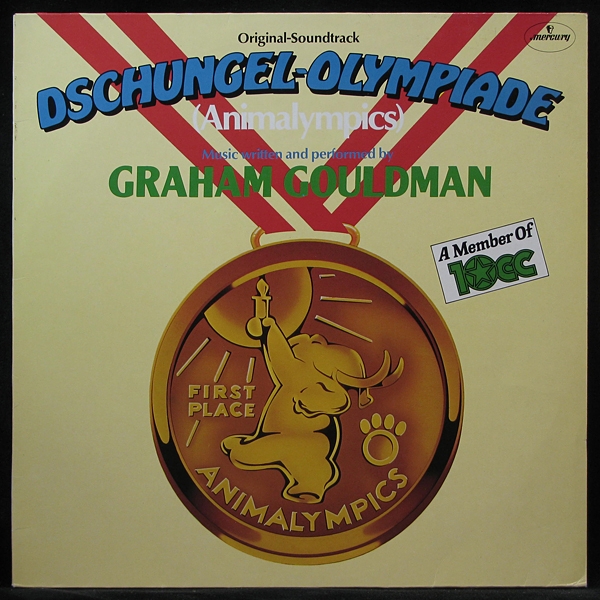 Original-Soundtrack
mercury
DSCHUNGEL-OLYMPIADE
(Animalympics)
Music written and performed by
GRAHAM GOULDMAN
A Member Of
10CC
FIRST
PLACE
ANIMALYMPICS